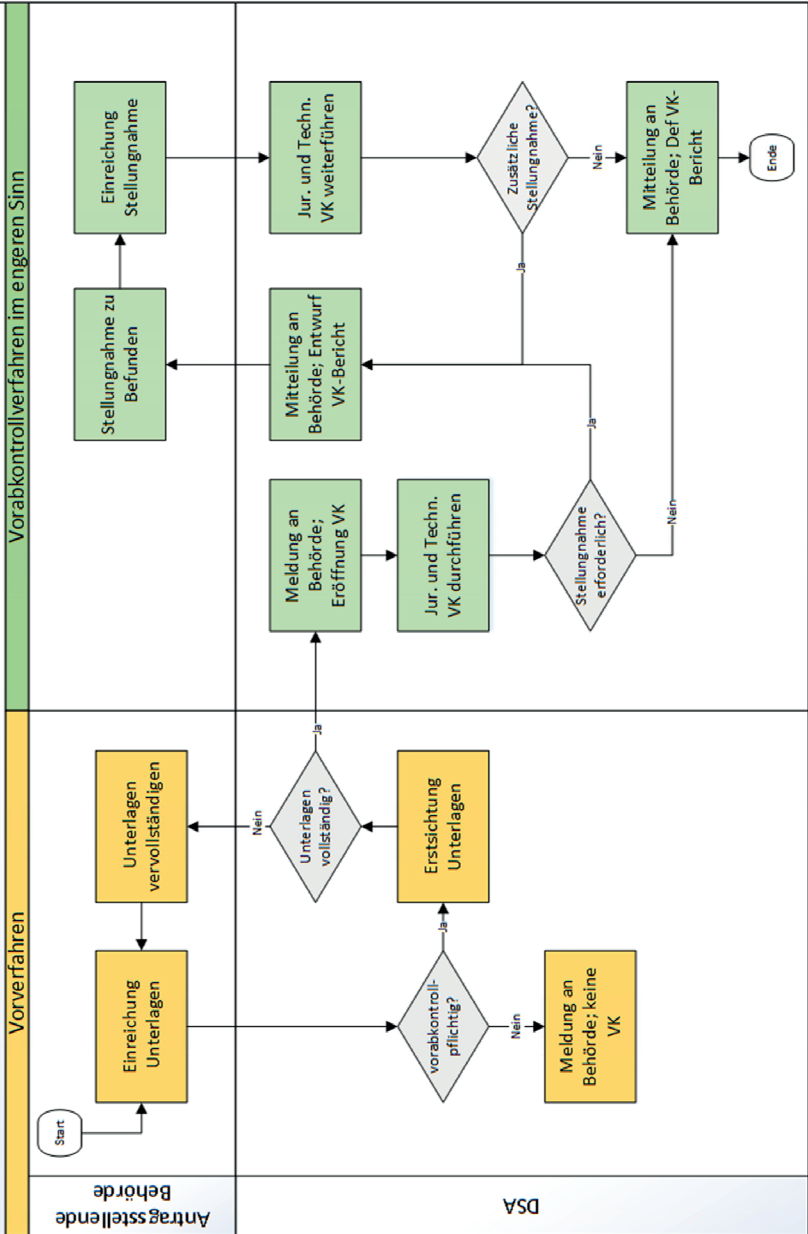 Vorverfahren
Vorabkontrollverfahren im engeren Sinn
Antragsstellende
Behörde
Start
Einreichung
Unterlagen
Unterlagen
vervollständigen
Stellungnahme zu
Befunden
Einreichung
Stellungnahme
DSA
vorabkontroll-
pflichtig?
Ja
Nein
Meldung an
Behörde; keine
VK
Erstsichtung
Unterlagen
Unterlagen
vollständig?
Nein
Ja
Meldung an
Behörde;
Eröffnung VK
Jur. und Techn.
VK durchführen
Stellungnahme
erforderlich?
Ja
Nein
Mitteilung an
Behörde; Entwurf
VK-Bericht
Jur. und Techn.
VK weiterführen
Zusätzliche
Stellungnahme?
Ja
Nein
Mitteilung an
Behörde; Def VK-
Bericht
Ende